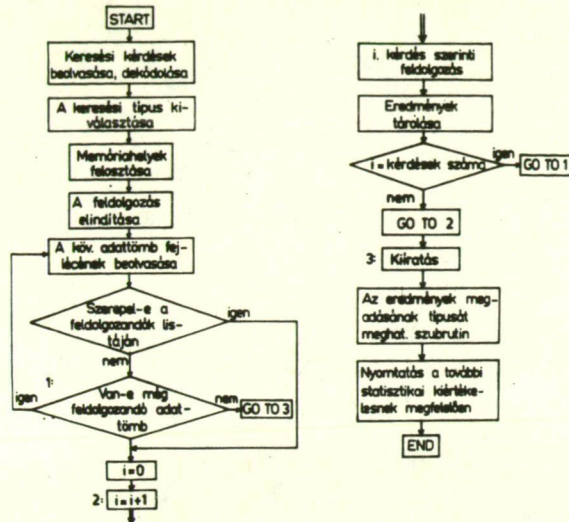 START
Keresési kérdések
beolvasása, dekódolása
A keresési típus ki-
választása
Memóriahelyek
felosztása
A feldolgozás
elindítása
A köv. adattömb fej-
lécének beolvasása
Szerepel-e a
feldolgozandók lis-
táján
igen
nem
1:
igen
Van-e még
feldolgozandó adat-
tömb
nem
GO TO 3
i=0
2:
i=i+1
i. kérdés szerinti
feldolgozás
Eredmények
tárolása
i=kérdések száma
igen
GO TO 1
nem
GO TO 2
3:
Kiíratás
Az eredmények meg-
adásának típusát
meghat. szubrutin
Nyomtatás a további
statisztikai kiértéke-
lesnek megfelelően
END